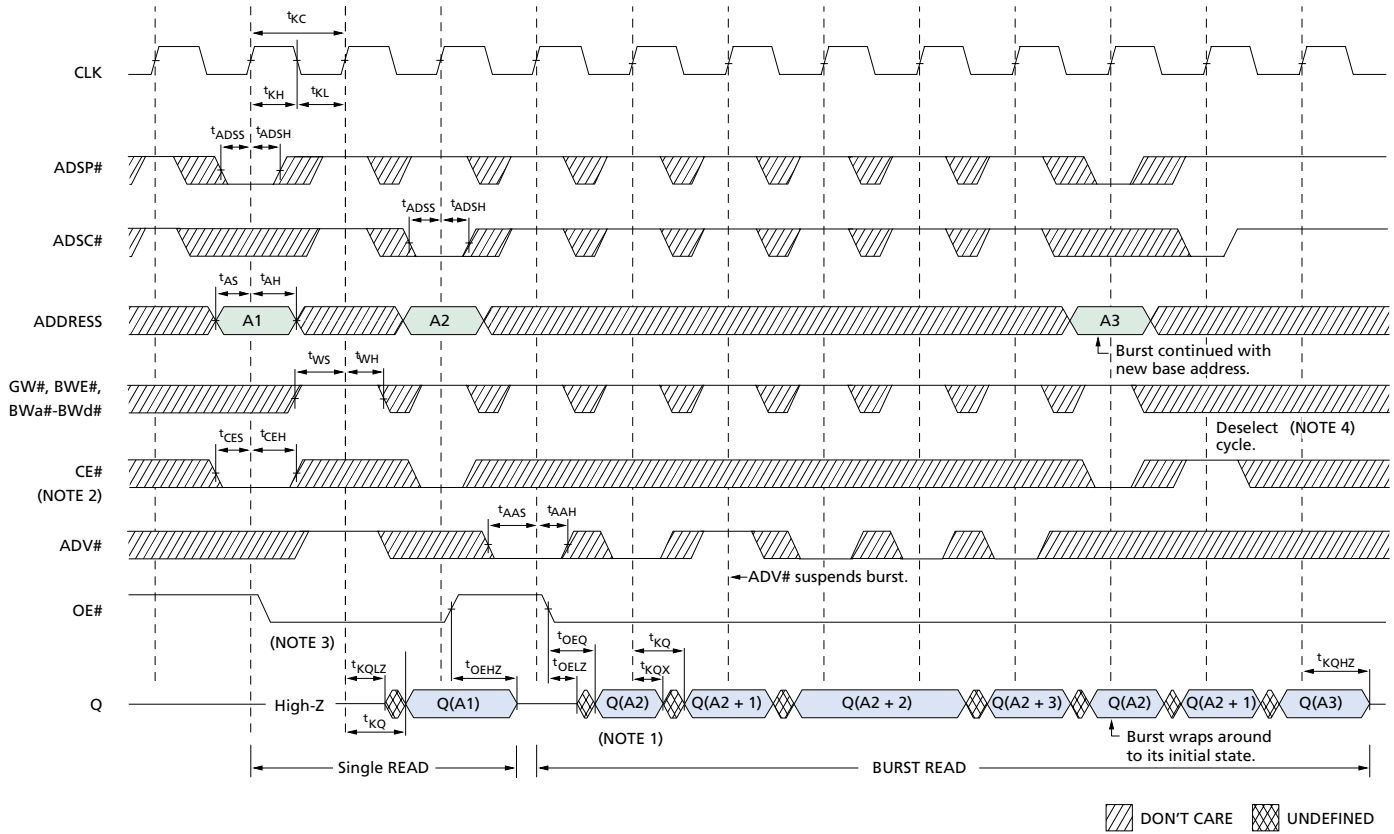 tKC
CLK
tKH
tKL
tADSS
tADSH
ADSP#
tADSS
tADSH
ADSC#
tAS
tAH
ADDRESS
A1
A2
A3
Burst continued with
new base address.
tWS
tWH
GW#, BWE#,
BWa#-BWd#
Deselect (NOTE 4)
cycle.
tCES
tCEH
CE#
(NOTE 2)
tAAS
tAAH
ADV#
ADV# suspends burst.
OE#
(NOTE 3)
tKQLZ
tOEHZ
tOEQ
tOELZ
tKQ
tKQX
tKQHZ
Q
High-Z
Q(A1)
Q(A2)
Q(A2 + 1)
Q(A2 + 2)
Q(A2 + 3)
Q(A2)
Q(A2 + 1)
Q(A3)
tKQ
(NOTE 1)
Burst wraps around
to its initial state.
Single READ
BURST READ
DON'T CARE
UNDEFINED